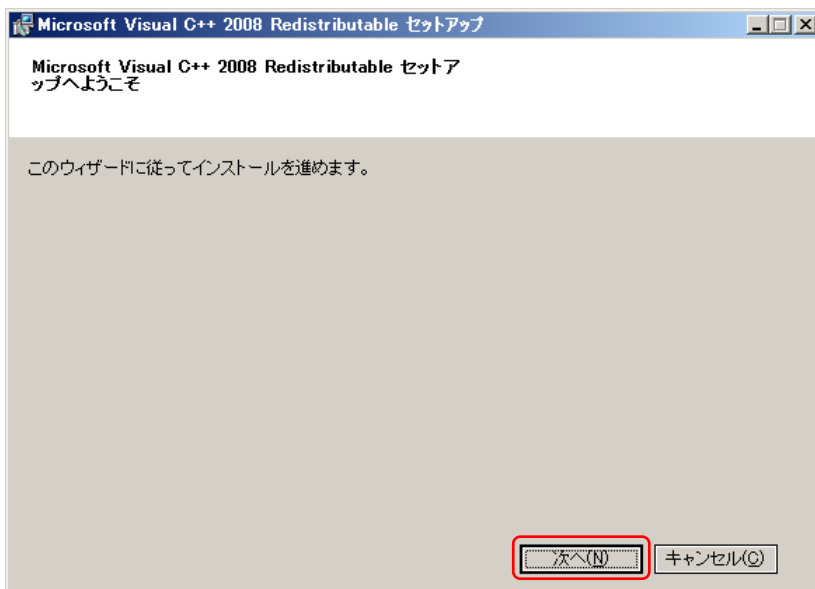 Microsoft Visual C++ 2008 Redistributable セットアップ
Microsoft Visual C++ 2008 Redistributable セットア
ップへようこそ
このウィザードに従ってインストールを進めます。
次へ(N)
キャンセル(C)